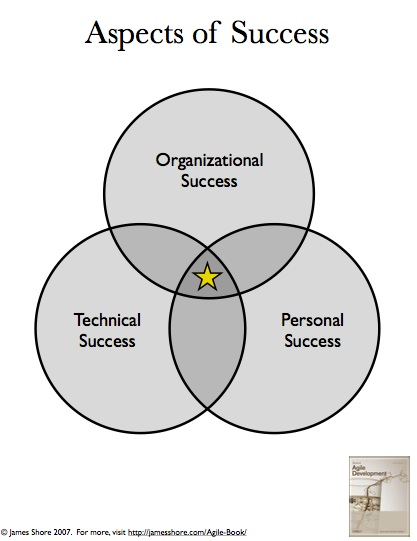 Aspects of Success
Organizational
Success
Technical
Success
Personal
Success
Agile
Development
© James Shore 2007.  For more, visit http://jamesshore.com/Agile-Book/